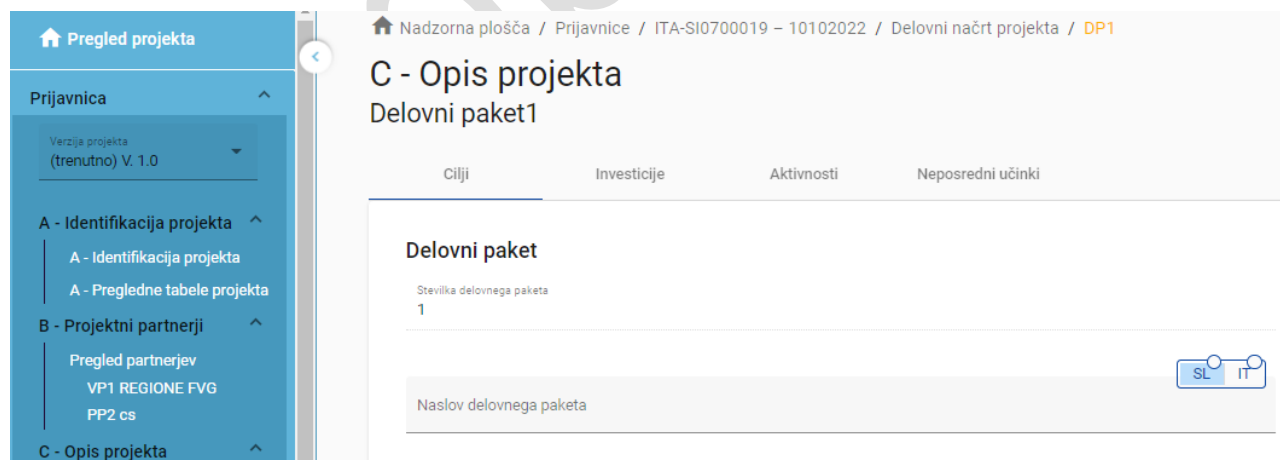 Pregled projekta
Prijavnica
Verzija projekta
(trenutno) V. 1.0
A - Identifikacija projekta
A - Identifikacija projekta
A - Pregledne tabele projekta
B - Projektni partnerji
Pregled partnerjev
VP1 REGIONE FVG
PP2 cs
C - Opis projekta
Nadzorna plošča / Prijavnice / ITA-SI0700019 – 10102022 / Delovni načrt projekta / DP1
C - Opis projekta
Delovni paket1
Cilji Investicije Aktivnosti Neposredni učinki
Delovni paket
Stevilka delovnega paketa
1
SL IT
Naslov delovnega paketa